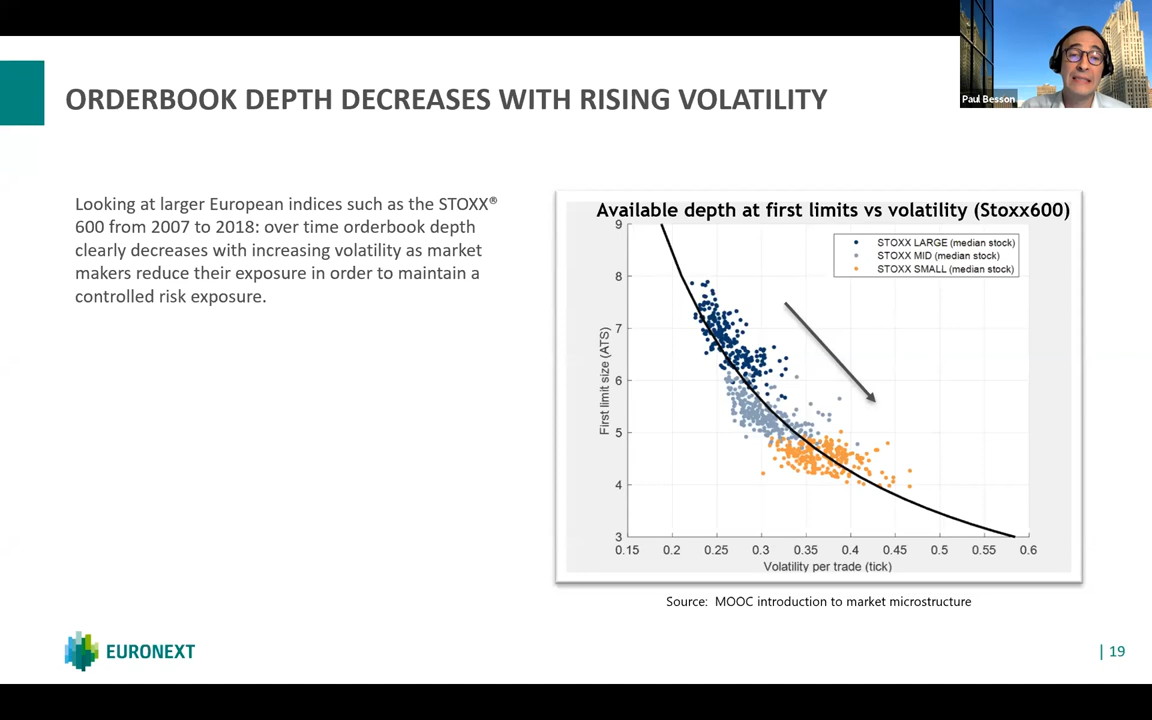 ORDERBOOK DEPTH DECREASES WITH RISING VOLATILITY
Paul Besson
Looking at larger European indices such as the STOXX®
600 from 2007 to 2018: over time orderbook depth
clearly decreases with increasing volatility as market
makers reduce their exposure in order to maintain a
controlled risk exposure.
Available depth at first limits vs volatility (Stoxx600)
STOXX LARGE (median stock)
STOXX MID (median stock)
STOXX SMALL (median stock)
First limit size (ATS)
9
8
7
6
5
4
3
0.15 0.2 0.25 0.3 0.35 0.4 0.45 0.5 0.55 0.6
Volatility per trade (tick)
Source: MOOC introduction to market microstructure
EURONEXT
| 19